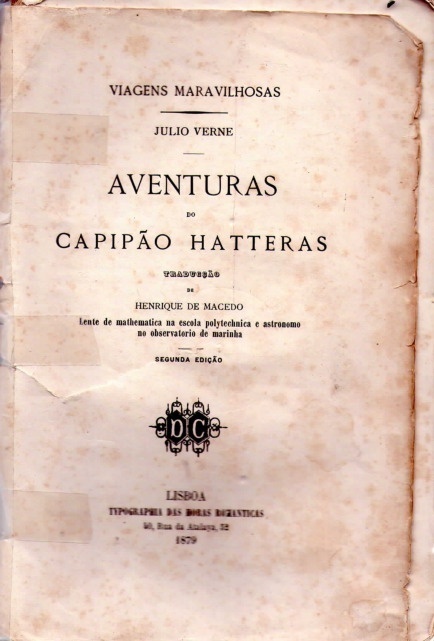 VIAGENS MARAVILHOSAS
JULIO VERNE
AVENTURAS
DO
CAPIPÃO HATTERAS
TRADUCÇÃO
DE
HENRIQUE DE MACEDO
Lente de mathematica na escola polytechnica e astronomo
no observatorio de marinha
SEGUNDA EDIÇÃO
DC
LISBOA
TYPOGRAPHIA DAS HORAS ROMANTICAS
Rua da Atalaya, 52
1879